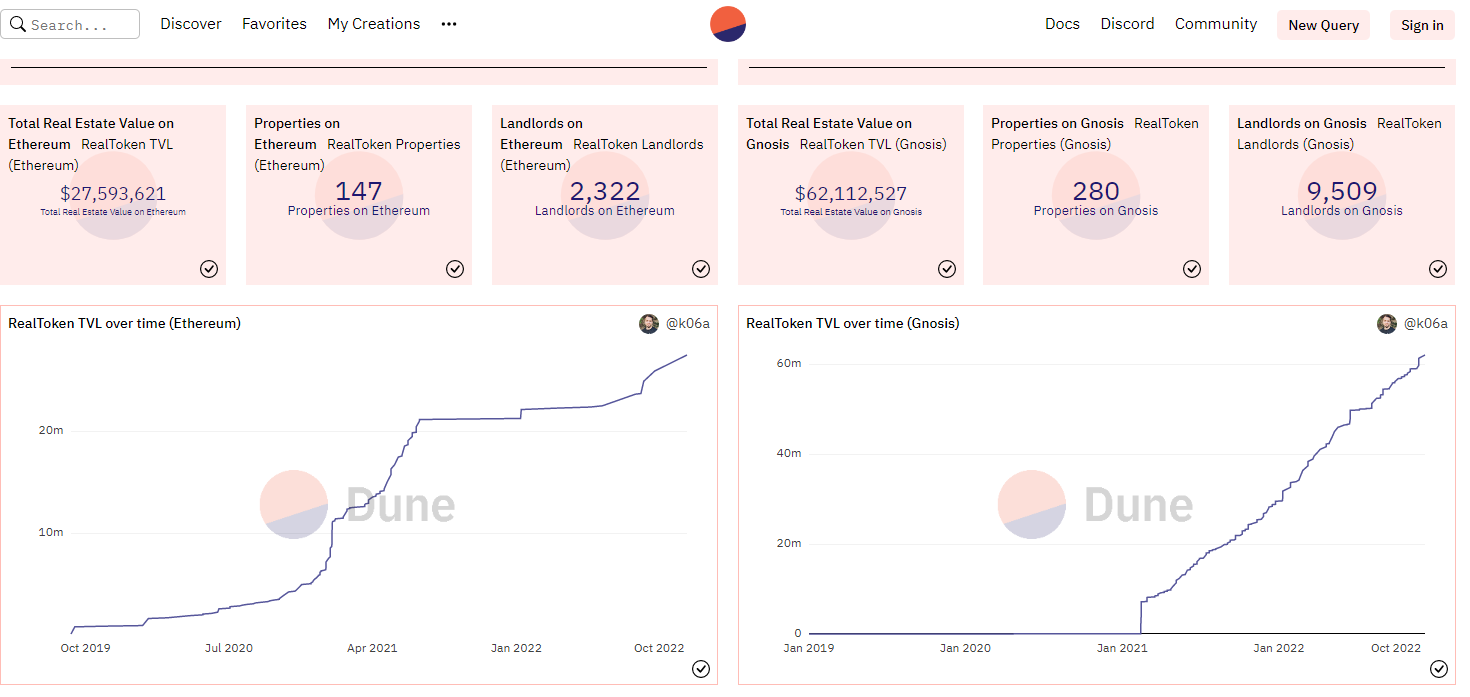 Search...
Discover
Favorites
My Creations
Docs
Discord
Community
New Query
Sign in
Total Real Estate Value on
Ethereum RealToken TVL
(Ethereum)
$27,593,621
Total Real Estate Value on Ethereum
Properties on
Ethereum RealToken Properties
(Ethereum)
147
Properties on Ethereum
Landlords on
Ethereum RealToken Landlords
(Ethereum)
2,322
Landlords on Ethereum
Total Real Estate Value on
Gnosis RealToken TVL (Gnosis)
$62,112,527
Total Real Estate Value on Gnosis
Properties on Gnosis RealToken
Properties (Gnosis)
280
Properties on Gnosis
Landlords on Gnosis RealToken
Landlords (Gnosis)
9,509
Landlords on Gnosis
RealToken TVL over time (Ethereum)
@k06a
20m
10m
Dune
Oct 2019
Jul 2020
Apr 2021
Jan 2022
Oct 2022
RealToken TVL over time (Gnosis)
@k06a
60m
40m
20m
0
Dune
Jan 2019
Jan 2020
Jan 2021
Jan 2022
Oct 2022